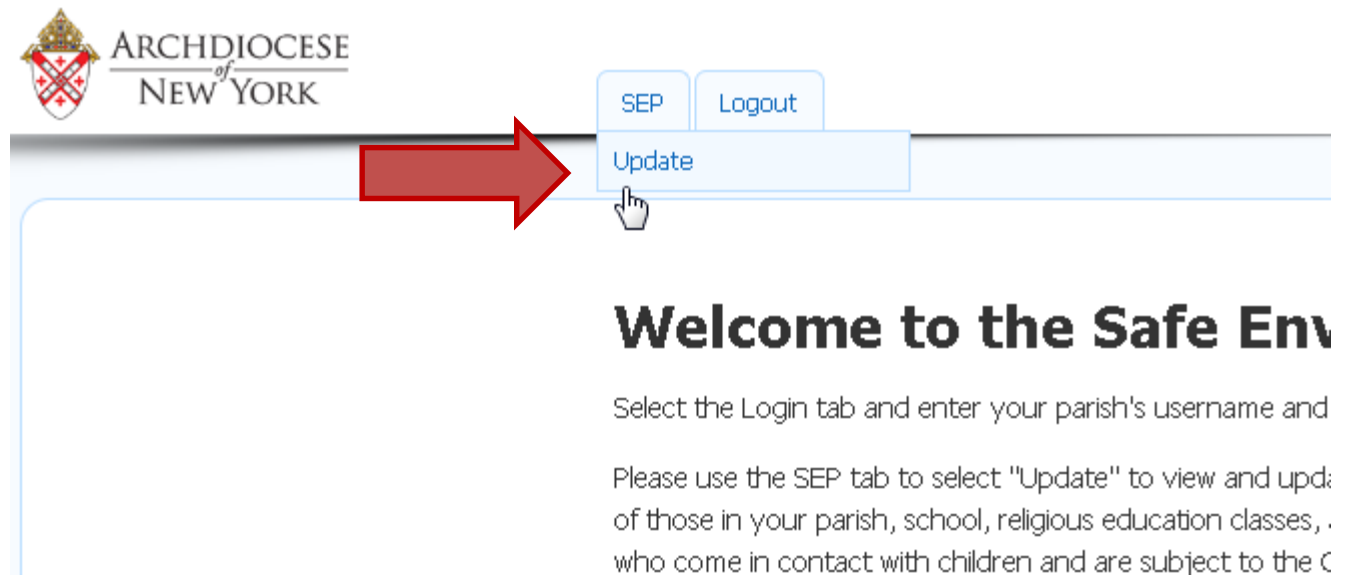 ARCHDIOCESE
of
NEW YORK
SEP Logout
Update
Welcome to the Safe
Select the Login tab and enter your parish's username and
Please use the SEP tab to select "Update" to view and
of those in your parish, school, religious education classes,
who come in contact with children and are subject to the